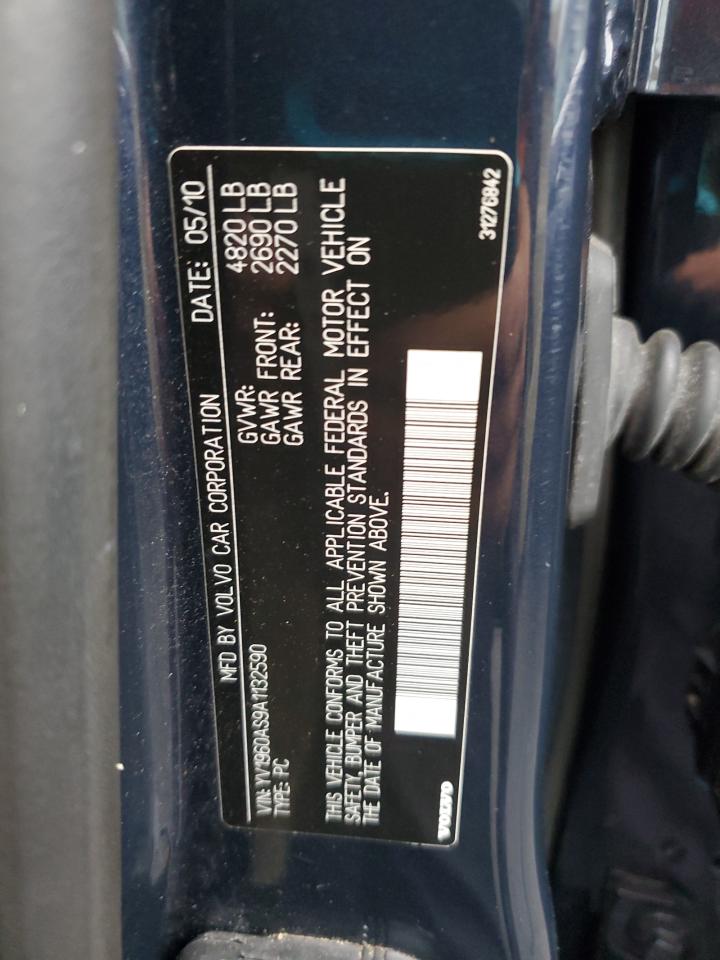 MFD BY VOLVO CAR CORPORATION DATE: 05/10
GVWR: 4820 LB
GAWR FRONT: 2690 LB
GAWR REAR: 2270 LB
VIN: YV1960AS9A1132590
TYPE: PC
THIS VEHICLE CONFORMS TO ALL APPLICABLE FEDERAL MOTOR VEHICLE
SAFETY, BUMPER AND THEFT PREVENTION STANDARDS IN EFFECT ON
THE DATE OF MANUFACTURE SHOWN ABOVE.
VOLVO 31276842